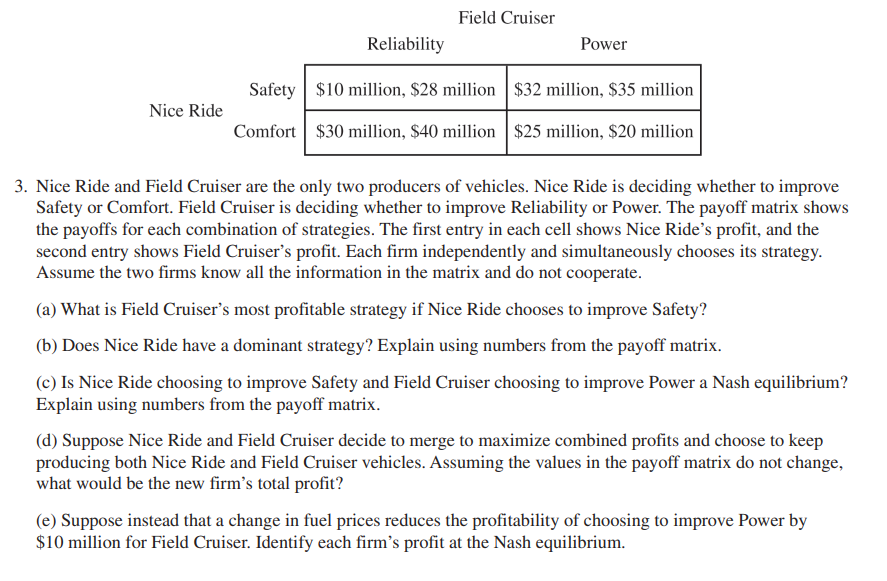 Field Cruiser
Reliability Power
Safety $10 million, $28 million $32 million, $35 million
Nice Ride
Comfort $30 million, $40 million $25 million, $20 million
3. Nice Ride and Field Cruiser are the only two producers of vehicles. Nice Ride is deciding whether to improve
Safety or Comfort. Field Cruiser is deciding whether to improve Reliability or Power. The payoff matrix shows
the payoffs for each combination of strategies. The first entry in each cell shows Nice Ride’s profit, and the
second entry shows Field Cruiser’s profit. Each firm independently and simultaneously chooses its strategy.
Assume the two firms know all the information in the matrix and do not cooperate.
(a) What is Field Cruiser’s most profitable strategy if Nice Ride chooses to improve Safety?
(b) Does Nice Ride have a dominant strategy? Explain using numbers from the payoff matrix.
(c) Is Nice Ride choosing to improve Safety and Field Cruiser choosing to improve Power a Nash equilibrium?
Explain using numbers from the payoff matrix.
(d) Suppose Nice Ride and Field Cruiser decide to merge to maximize combined profits and choose to keep
producing both Nice Ride and Field Cruiser vehicles. Assuming the values in the payoff matrix do not change,
what would be the new firm’s total profit?
(e) Suppose instead that a change in fuel prices reduces the profitability of choosing to improve Power by
$10 million for Field Cruiser. Identify each firm’s profit at the Nash equilibrium.